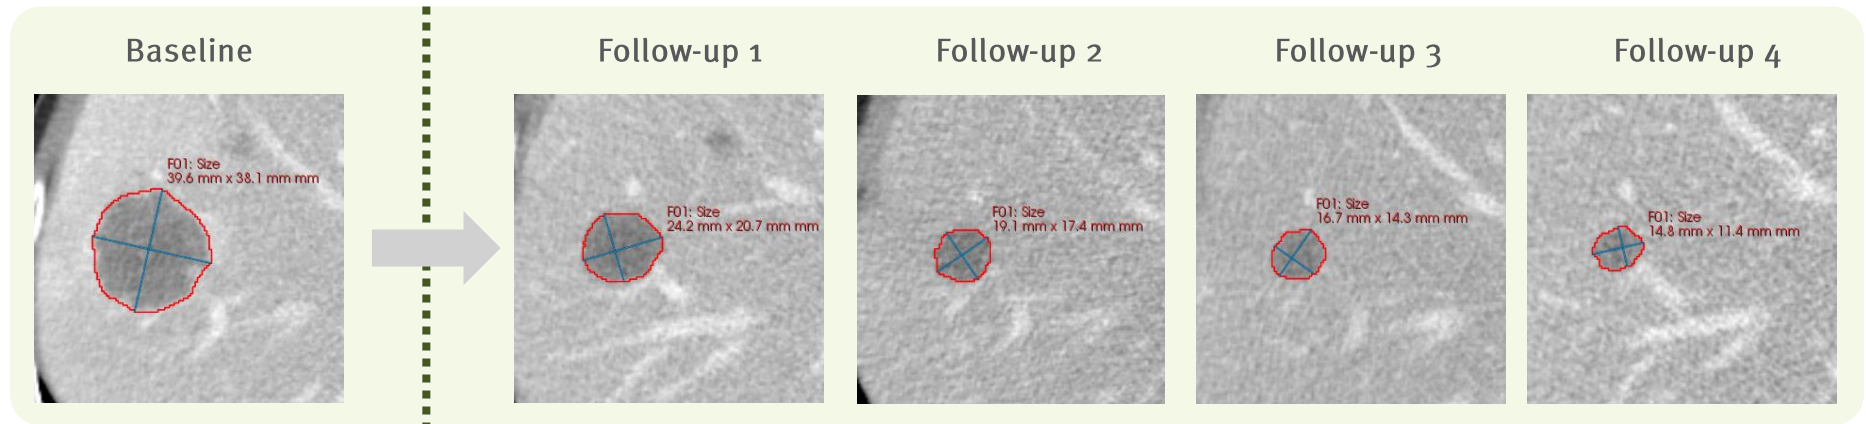 Baseline
Follow-up 1
Follow-up 2
Follow-up 3
Follow-up 4
F01: Size
39.6 mm x 38.1 mm mm
F01: Size
24.2 mm x 20.7 mm mm
F01: Size
19.1 mm x 17.4 mm mm
F01: Size
16.7 mm x 14.3 mm mm
F01: Size
14.8 mm x 11.4 mm mm